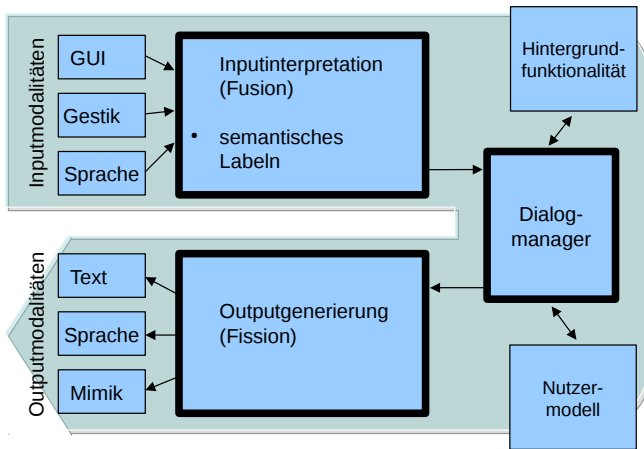 Inputmodalitäten
GUI
Gestik
Sprache
Inputinterpretation
(Fusion)
• semantisches
Labeln
Hintergrund-
funktionalität
Dialog-
manager
Nutzer-
modell
Outputmodalitäten
Text
Sprache
Mimik
Outputgenerierung
(Fission)